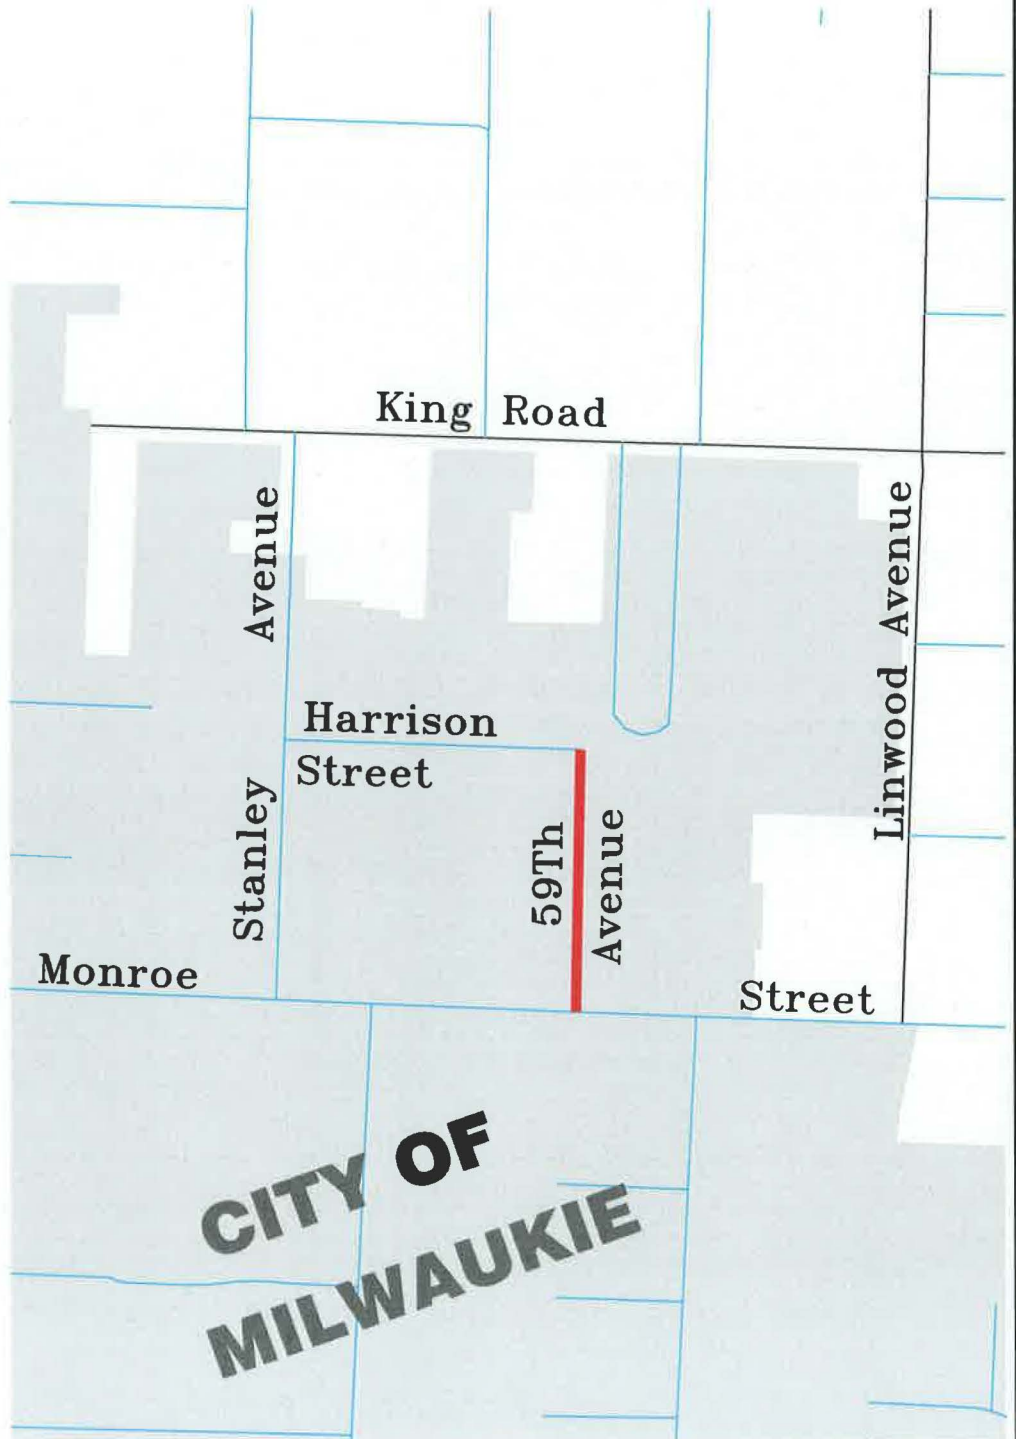 King Road
Avenue
Linwood Avenue
Harrison
Street
Stanley
59Th
Avenue
Monroe
Street
CITY OF
MILWAUKIE